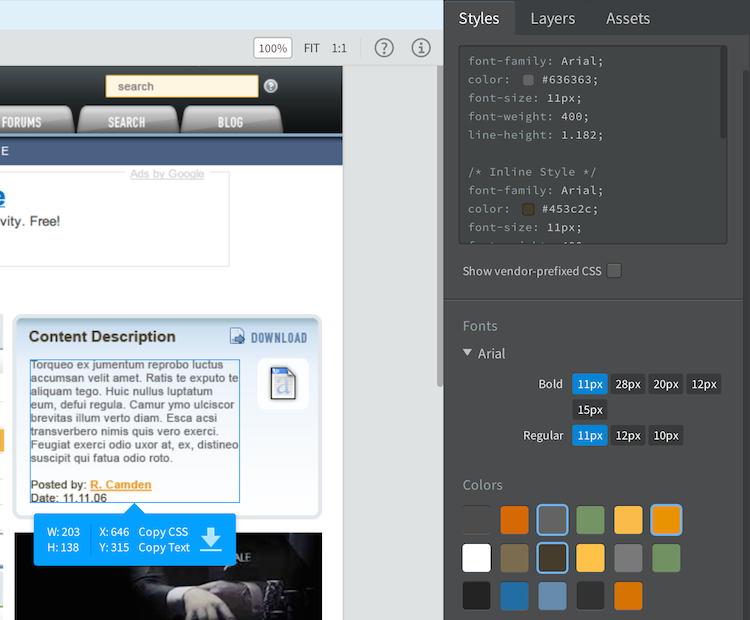 Styles
Layers
Assets
100%
FIT
1:1
?
i
search
?
FORUMS
SEARCH
BLOG
E
Ads by Google
e
vity. Free!
Content Description
DOWNLOAD
Torqueo ex jumentum reprobo luctus
accumsan velit amet. Ratis te exputo te
aliquam tego. Huic nullus luptatum
eum, defui regula. Camur ymo ulciscor
brevitas illum verto diam. Esca acsi
transverbero nimis quis vero exerci.
Feugiat exerci odio uxor at, ex, distineo
suscipit qui fatua odio roto.
a
Posted by: R. Camden
Date: 11.11.06
W: 203 X: 646 Copy CSS
H: 138 Y: 315 Copy Text
ALE
font-family: Arial;
color: #636363;
font-size: 11px;
font-weight: 400;
line-height: 1.182;
/* Inline Style */
font-family: Arial;
color: #453c2c;
font-size: 11px;
Show vendor-prefixed CSS
Fonts
Arial
Bold 11px 28px 20px 12px
15px
Regular 11px 12px 10px
Colors